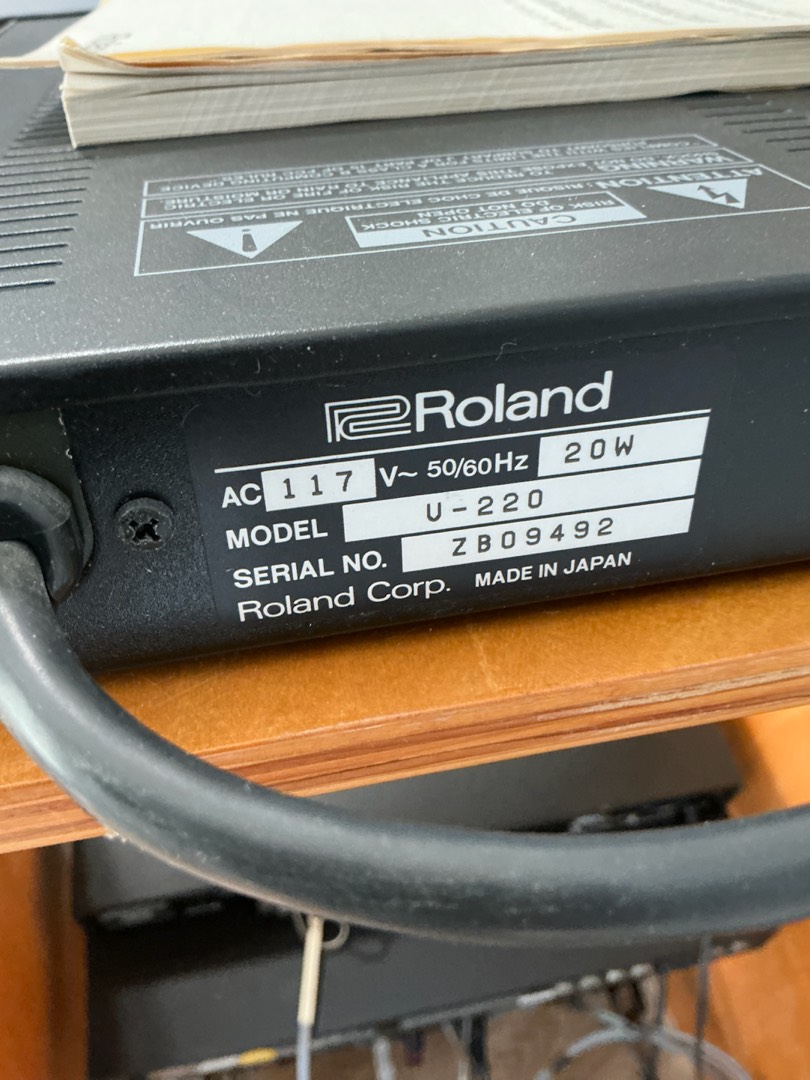 CAUTION
RISK OF ELECTRIC SHOCK
DO NOT OPEN
ATTENTION: RISQUE DE CHOC ELECTRIQUE NE PAS OUVRIR
WARNING:
Roland
AC 117 V~ 50/60Hz 20W
MODEL U-220
SERIAL NO. ZB09492
Roland Corp. MADE IN JAPAN